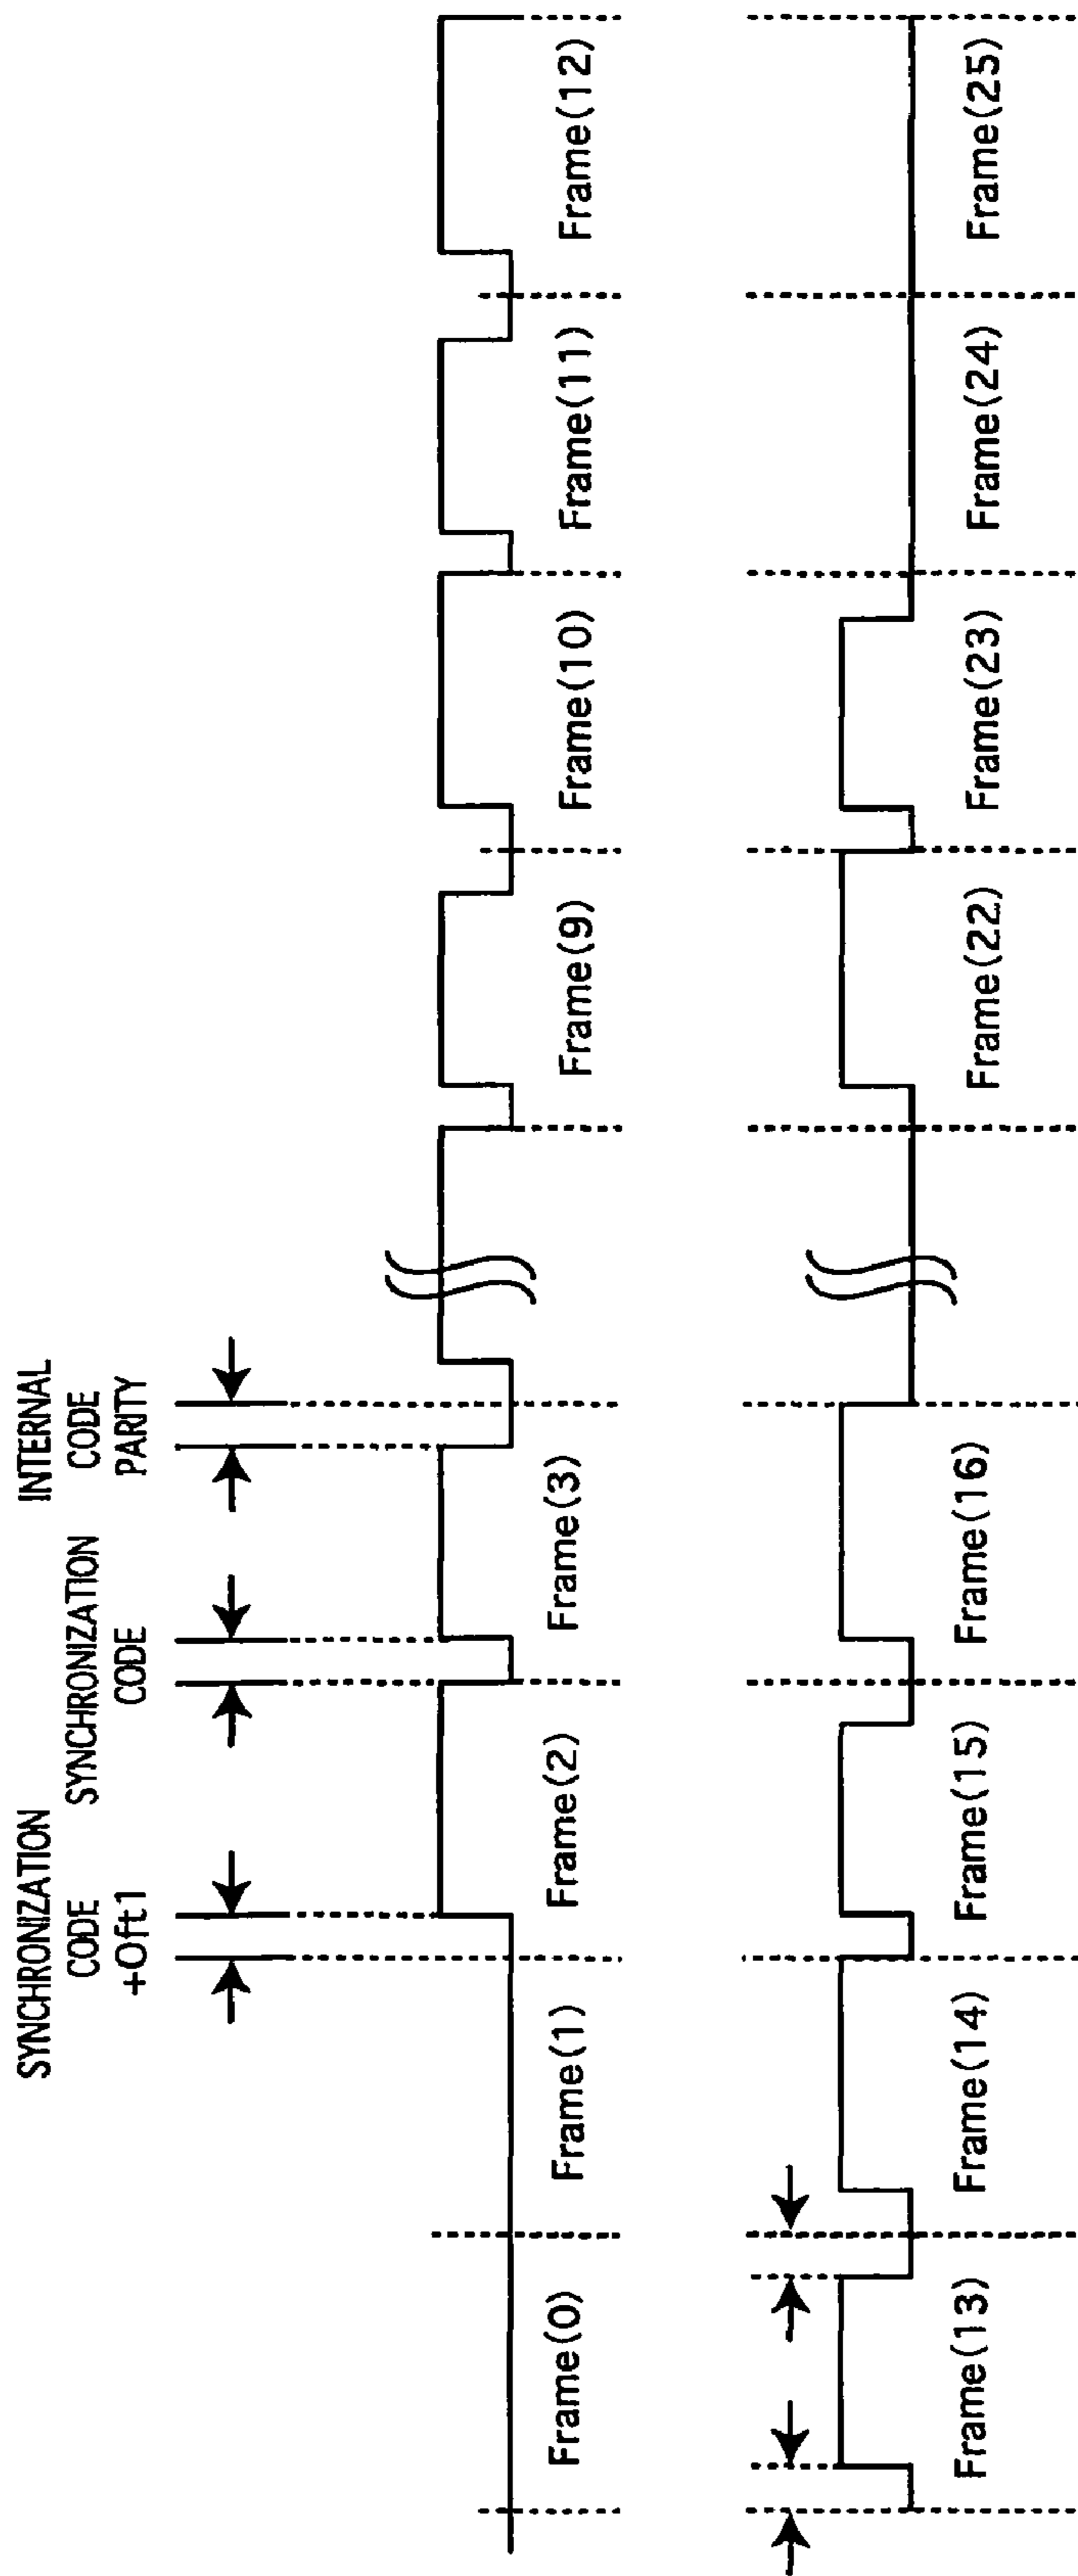 SYNCHRONIZATION
CODE
+Oft1
SYNCHRONIZATION
CODE
INTERNAL
CODE
PARITY
Frame(0)
Frame(1)
Frame(2)
Frame(3)
Frame(9)
Frame(10)
Frame(11)
Frame(12)
Frame(13)
Frame(14)
Frame(15)
Frame(16)
Frame(22)
Frame(23)
Frame(24)
Frame(25)